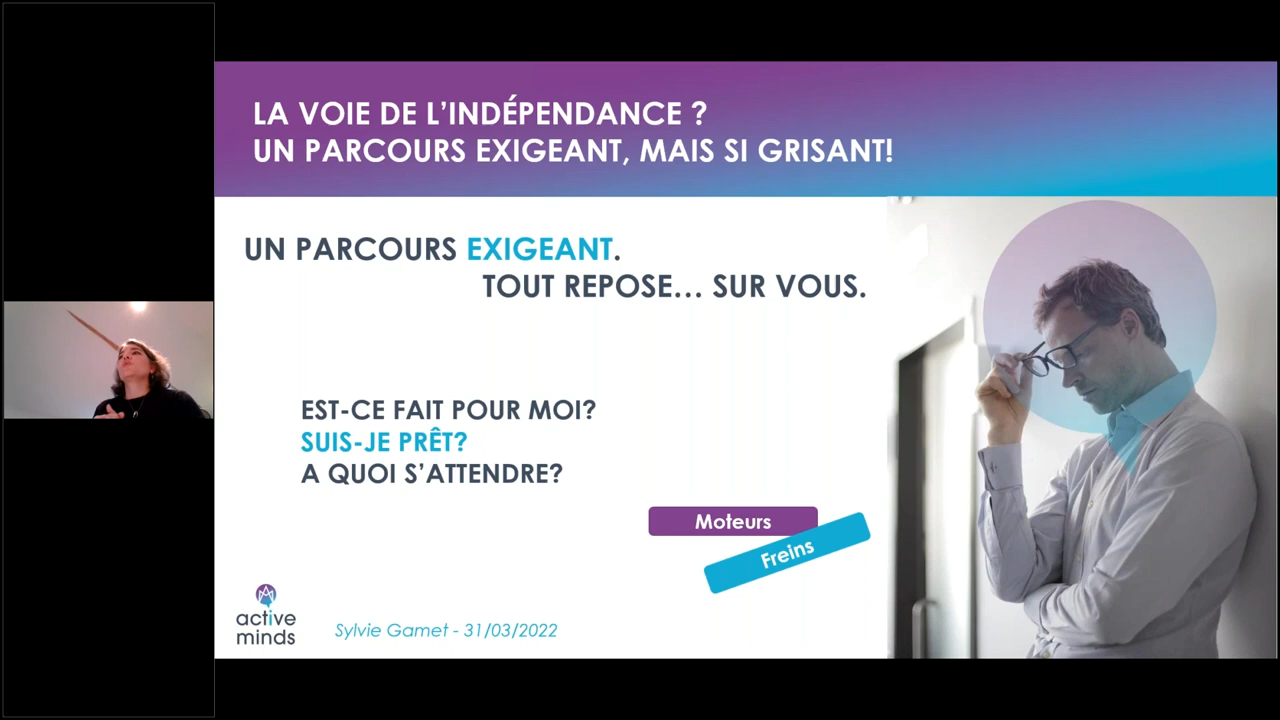 LA VOIE DE L'INDÉPENDANCE ?
UN PARCOURS EXIGEANT, MAIS SI GRISANT!
UN PARCOURS EXIGEANT.
TOUT REPOSE... SUR VOUS.
EST-CE FAIT POUR MOI?
SUIS-JE PRÊT?
A QUOI S'ATTENDRE?
Moteurs
Freins
active
minds
Sylvie Gamet - 31/03/2022